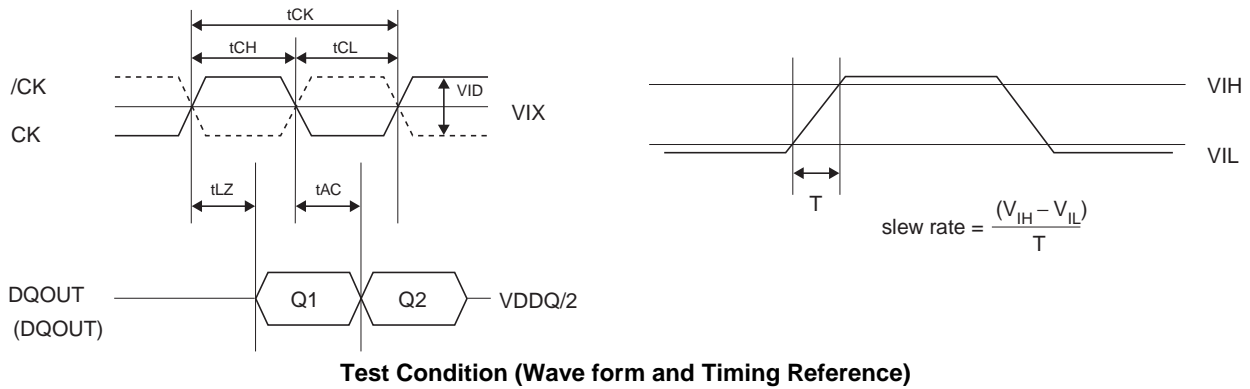 tCK
tCH
tCL
/CK
VID
VIX
CK
tLZ
tAC
DQOUT
(DQOUT)
Q1
Q2
VDDQ/2
VIH
VIL
T
slew rate = (VIH – VIL)
T
Test Condition (Wave form and Timing Reference)